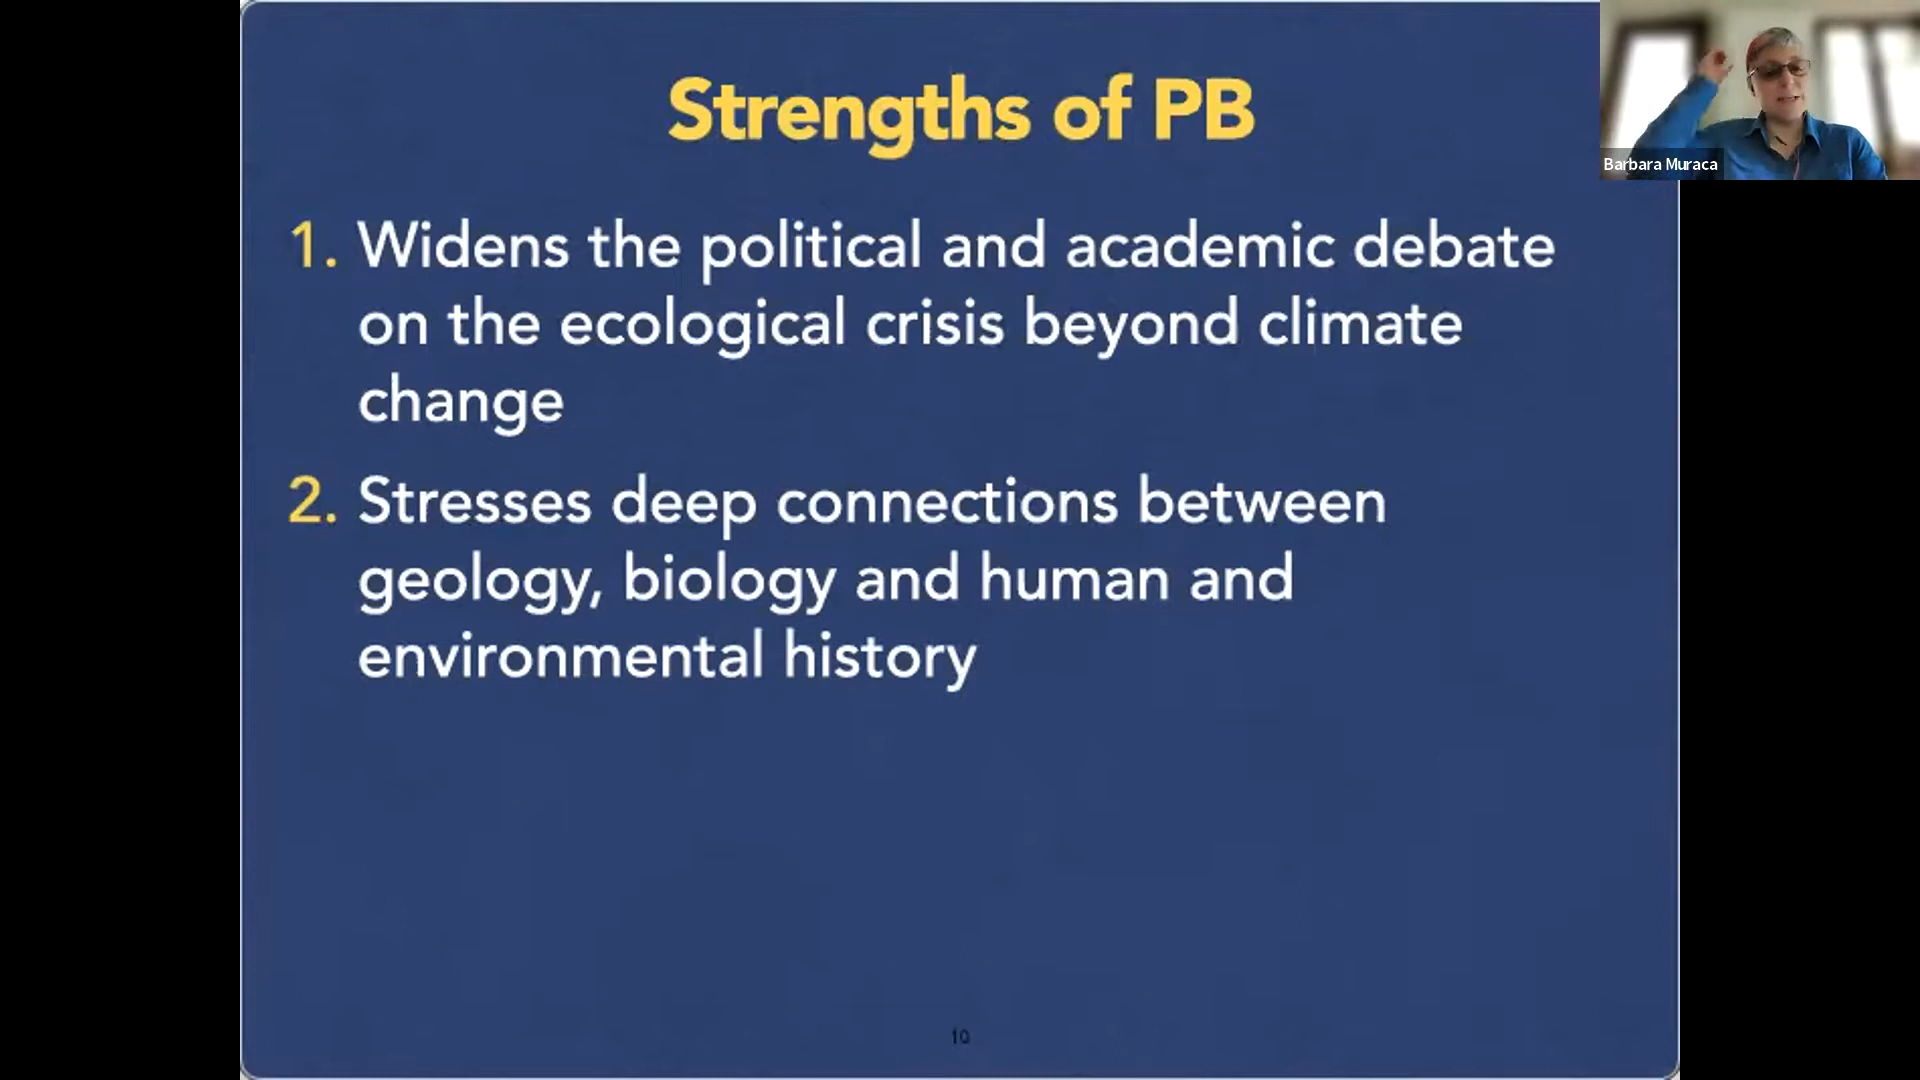 Strengths of PB
Barbara Muraca
1. Widens the political and academic debate
on the ecological crisis beyond climate
change
2. Stresses deep connections between
geology, biology and human and
environmental history
10